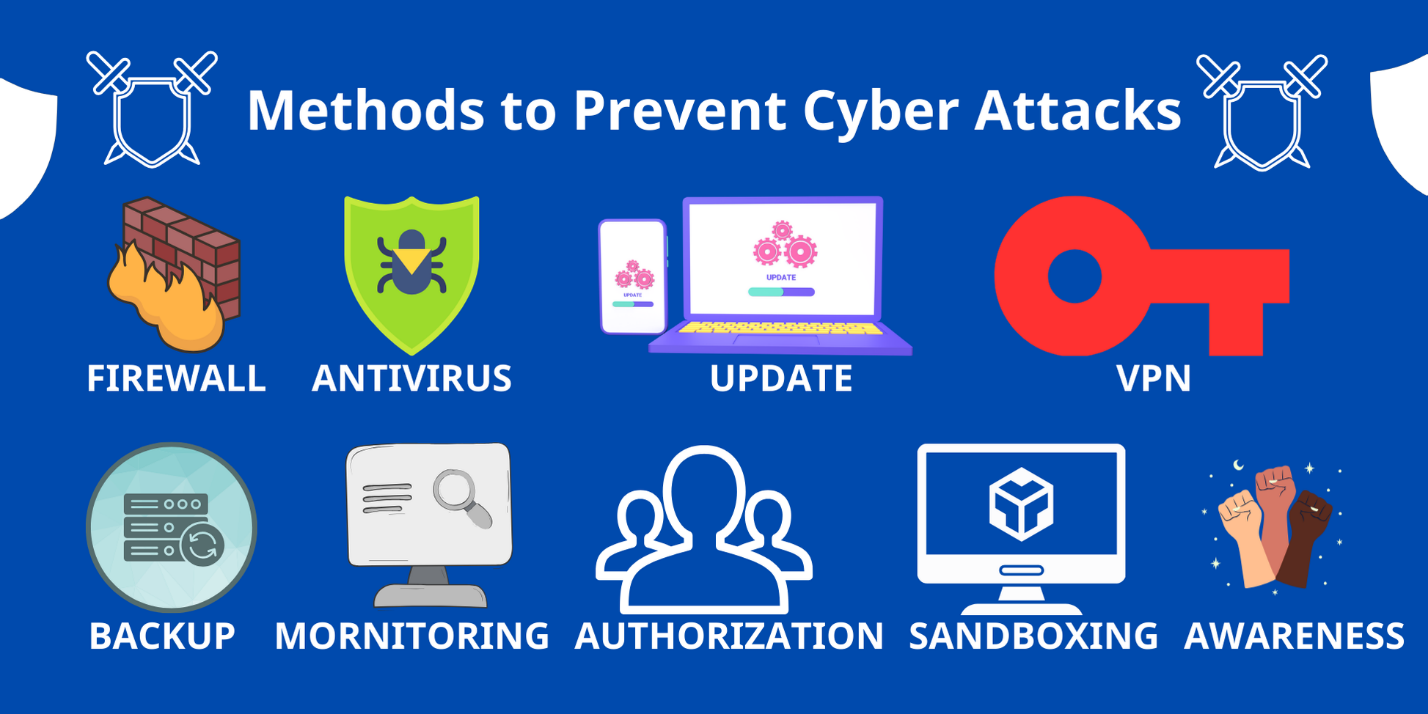 Methods to Prevent Cyber Attacks
UPDATE
UPDATE
FIREWALL ANTIVIRUS UPDATE VPN
BACKUP MORNITORING AUTHORIZATION SANDBOXING AWARENESS